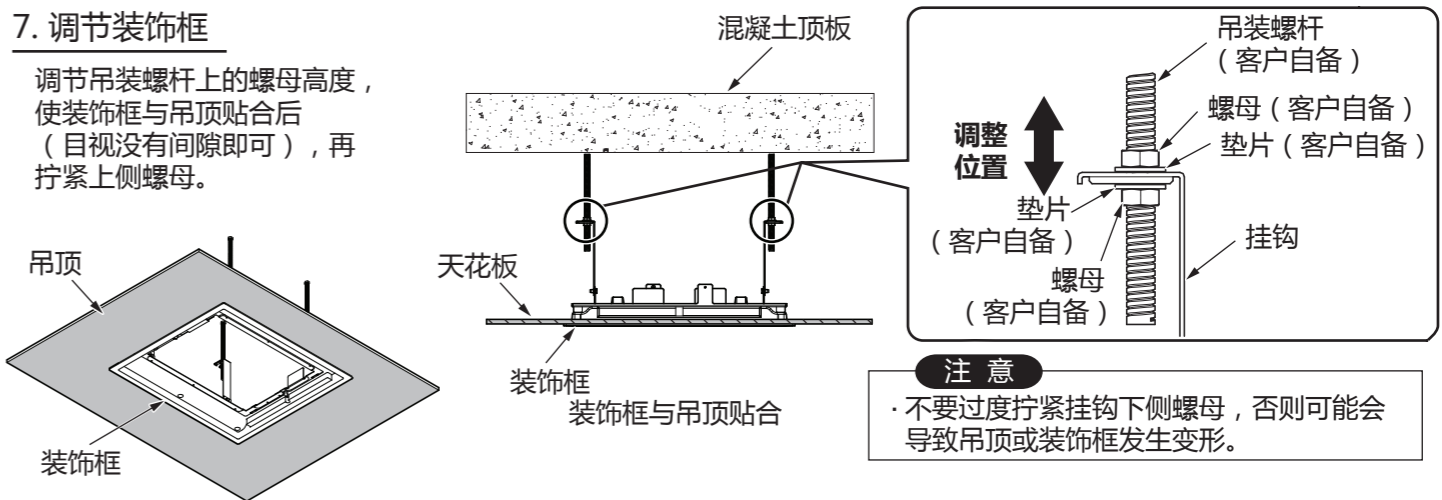 7. 调节装饰框
调节吊装螺杆上的螺母高度，
使装饰框与吊顶贴合后
（目视没有间隙即可），再
拧紧上侧螺母。
吊顶
装饰框
混凝土顶板
天花板
装饰框
装饰框与吊顶贴合
吊装螺杆
（客户自备）
螺母（客户自备）
垫片（客户自备）
调整
位置
垫片
（客户自备）
挂钩
螺母
（客户自备）
注 意
· 不要过度拧紧挂钩下侧螺母，否则可能会
导致吊顶或装饰框发生变形。